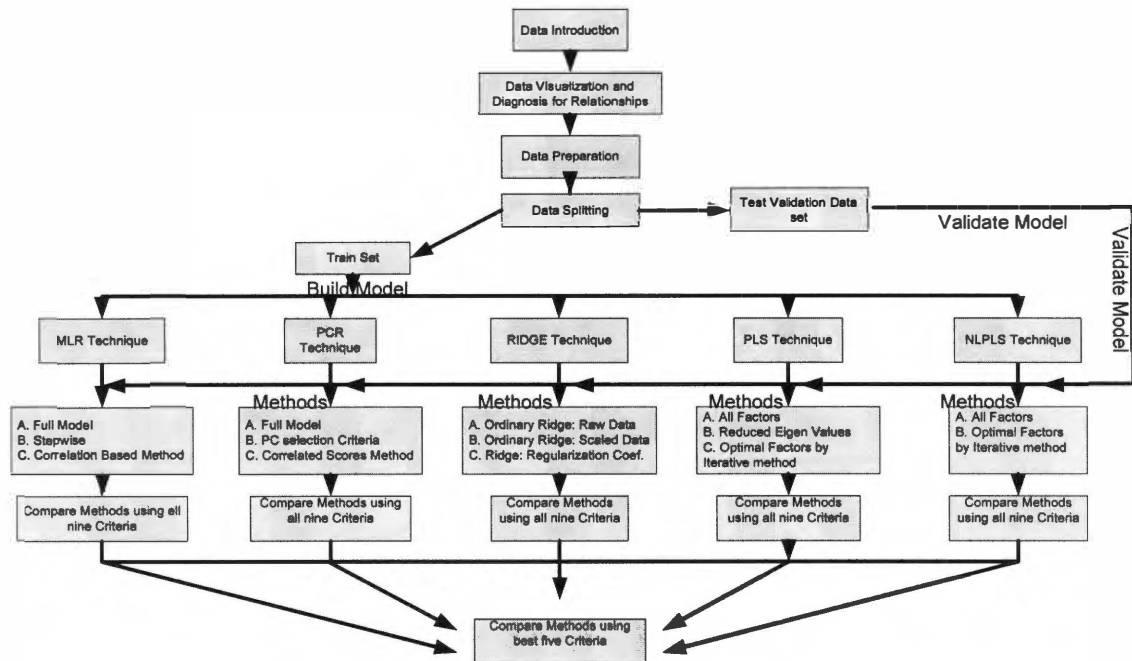 Data Introduction
Data Visualization and
Diagnosis for Relationships
Data Preparation
Data Splitting
Test Validation Data
set
Validate Model
Validate Model
Train Set
Build Model
MLR Technique
PCR
Technique
RIDGE Technique
PLS Technique
NLPLS Technique
Methods
Methods
Methods
Methods
A. Full Model
B. Stepwise
C. Correlation Based Method
A. Full Model
B. PC selection Criteria
C. Correlated Scores Method
A. Ordinary Ridge: Raw Data
B. Ordinary Ridge: Scaled Data
C. Ridge: Regularization Coef.
A. All Factors
B. Reduced Eigen Values
C. Optimal Factors by
Iterative method
A. All Factors
B. Optimal Factors
by Iterative method
Compare Methods using all
nine Criteria
Compare Methods using
all nine Criteria
Compare Methods
using all nine Criteria
Compare Methods
using all nine Criteria
Compare Methods
using all nine Criteria
Compare Methods using
best five Criteria